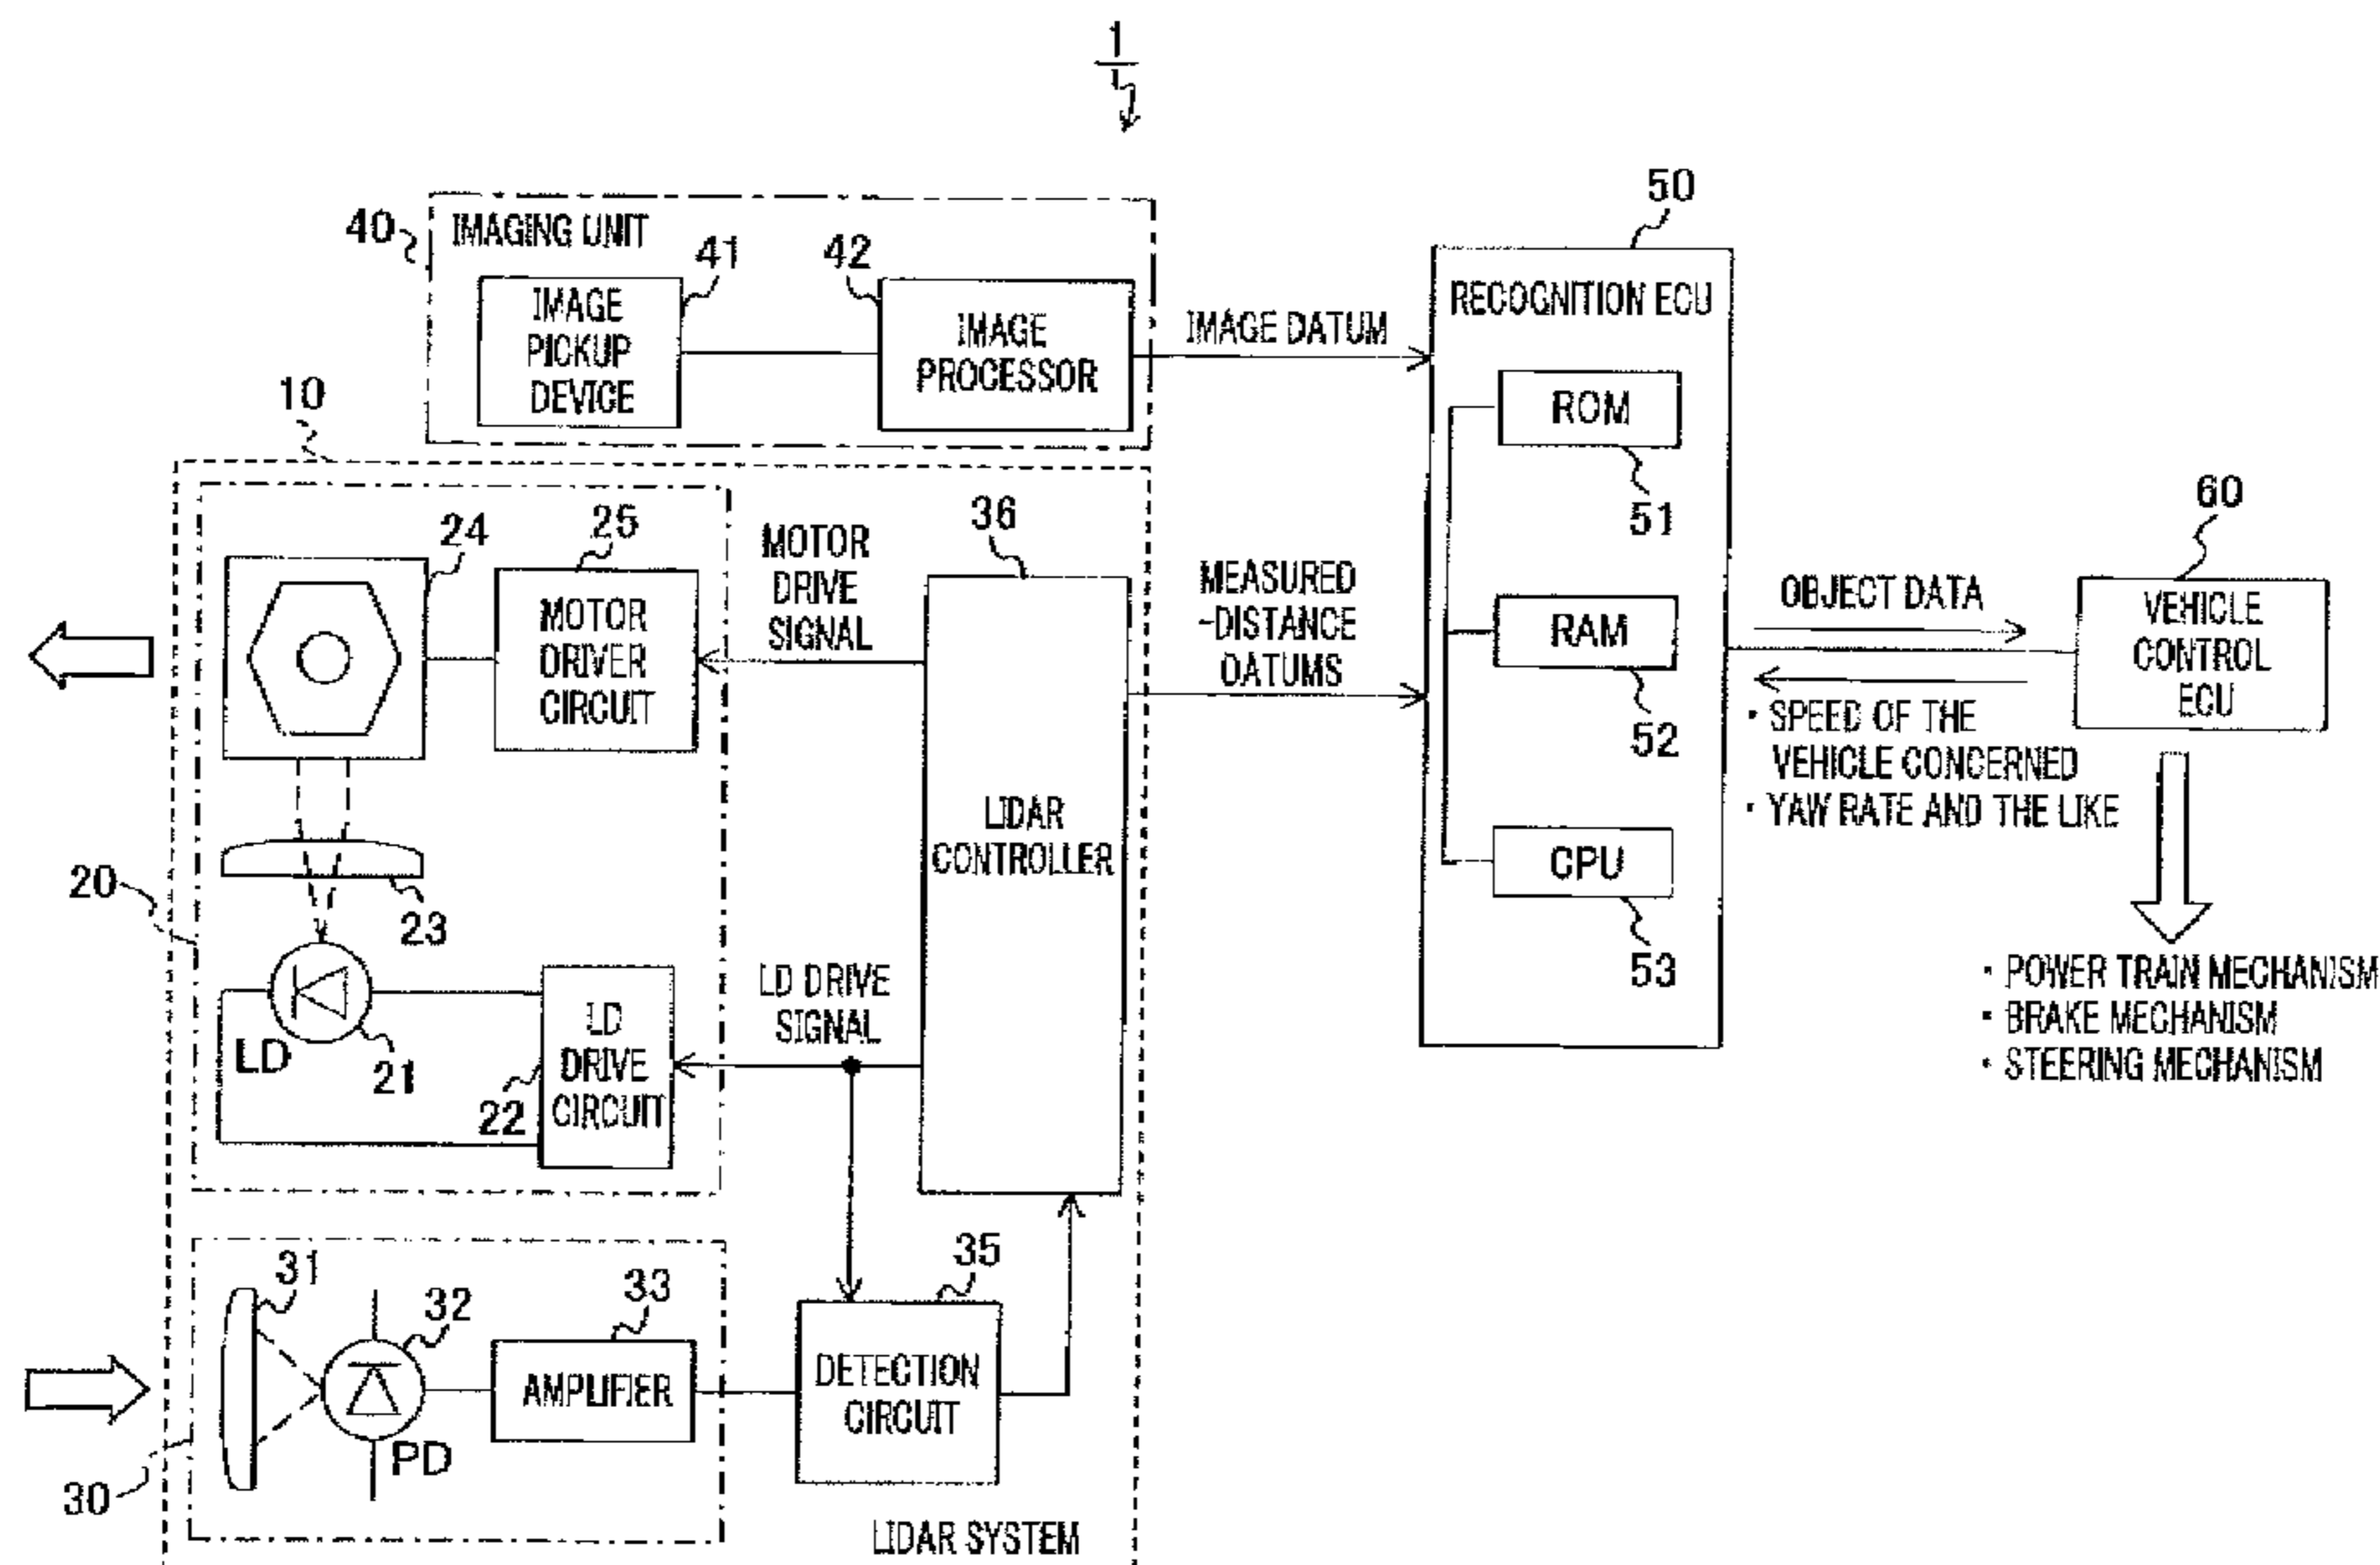 1
40
IMAGING UNIT
41
42
IMAGE
PICKUP
DEVICE
IMAGE
PROCESSOR
IMAGE DATUM
50
RECOGNITION ECU
ROM
51
RAM
52
CPU
53
10
24
25
MOTOR
DRIVER
CIRCUIT
MOTOR
DRIVE
SIGNAL
36
LIDAR
CONTROLLER
MEASURED
-DISTANCE
DATUMS
OBJECT DATA
60
VEHICLE
CONTROL
ECU
· SPEED OF THE
VEHICLE CONCERNED
· YAW RATE AND THE LIKE
· POWER TRAIN MECHANISM
· BRAKE MECHANISM
· STEERING MECHANISM
20
23
LD
21
22
LD
DRIVE
CIRCUIT
LD DRIVE
SIGNAL
30
31
32
PD
33
AMPLIFIER
35
DETECTION
CIRCUIT
LIDAR SYSTEM